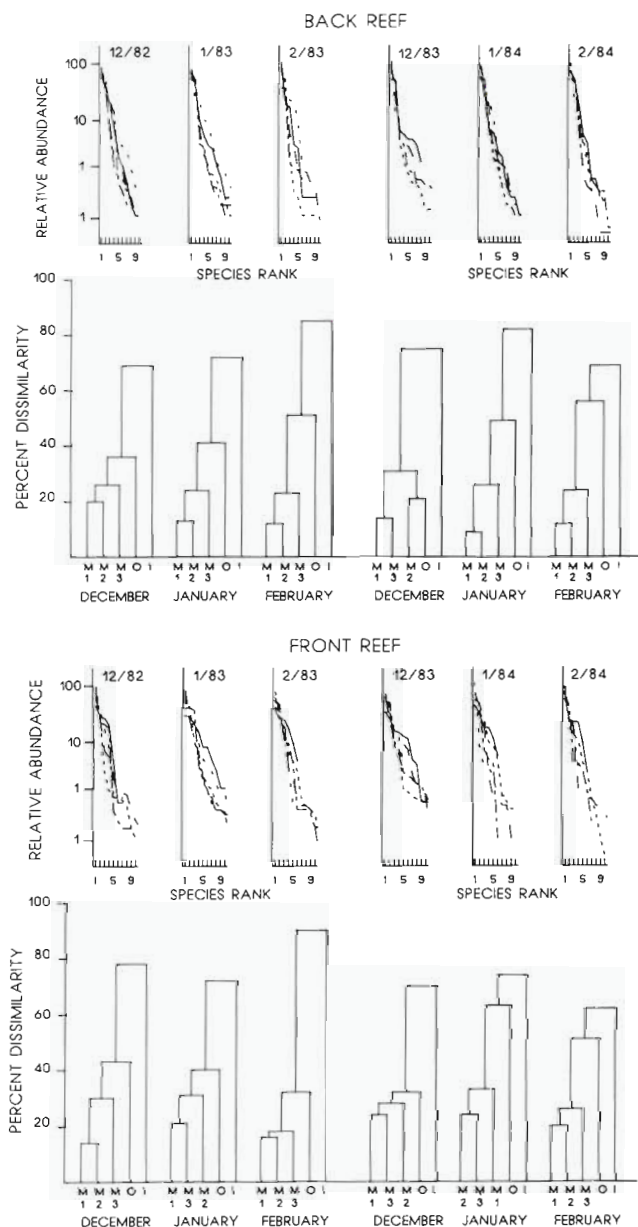 BACK REEF
12/82 1/83 2/83 12/83 1/84 2/84
RELATIVE ABUNDANCE
100
10
1
1
1 5 9 1 5 9 1 5 9 1 5 9 1 5 9 1 5 9
SPECIES RANK SPECIES RANK
PERCENT DISSIMILARITY
100
80
60
40
20
M M M O I M M M O I M M M O I M M M O I M M M O I M M M O I
1 2 3 1 2 3 1 2 3 1 3 2 1 2 3 1 2 3
DECEMBER JANUARY FEBRUARY DECEMBER JANUARY FEBRUARY
FRONT REEF
12/82 1/83 2/83 12/83 1/84 2/84
RELATIVE ABUNDANCE
100
10
1
1
1 5 9 1 5 9 1 5 9 1 5 9 1 5 9 1 5 9
SPECIES RANK SPECIES RANK
PERCENT DISSIMILARITY
100
80
60
40
20
M M M O I M M M O I M M M O I M M M O I M M M O I M M M O I
1 2 3 1 3 2 1 2 3 1 3 2 2 3 1 1 2 3
DECEMBER JANUARY FEBRUARY DECEMBER JANUARY FEBRUARY